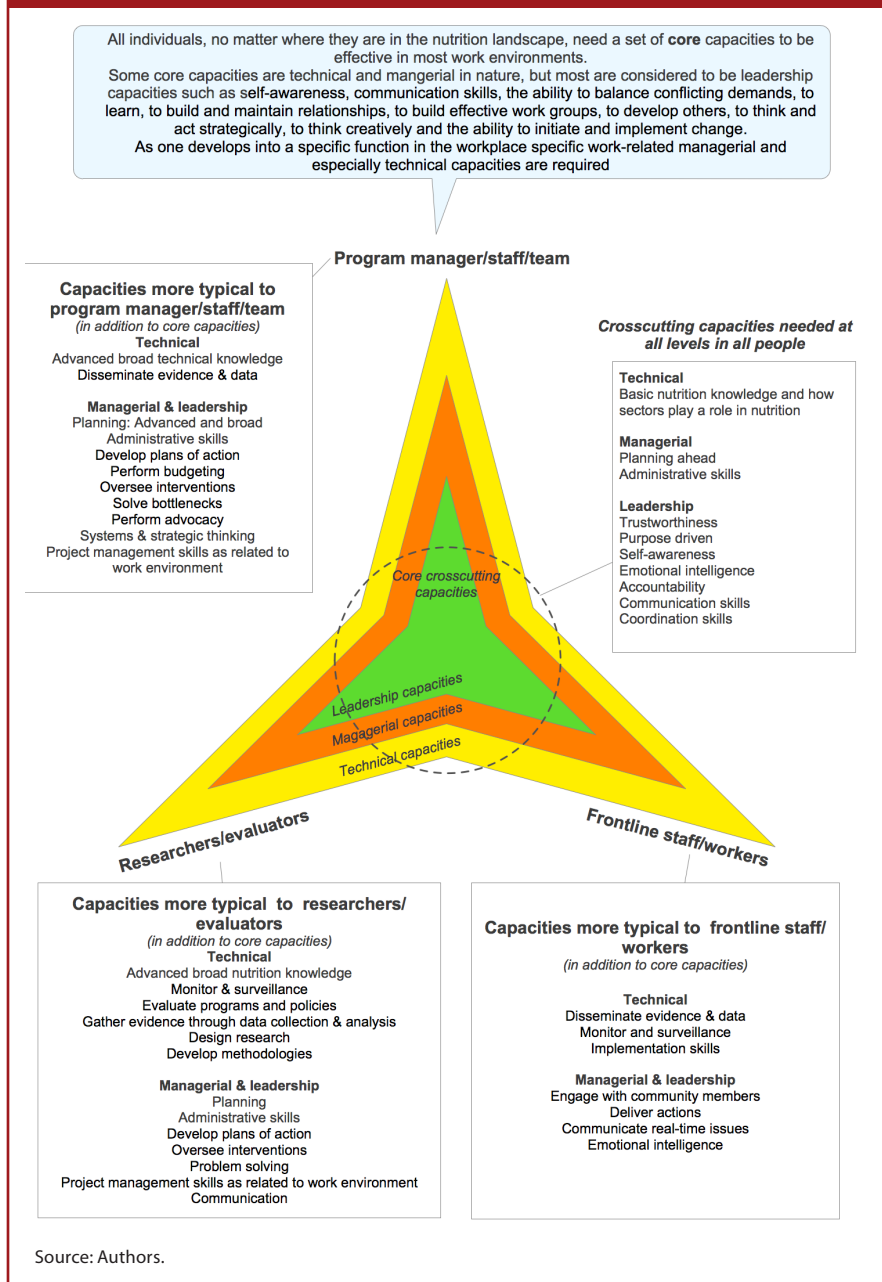 All individuals, no matter where they are in the nutrition landscape, need a set of core capacities to be
effective in most work environments.
Some core capacities are technical and mangerial in nature, but most are considered to be leadership
capacities such as self-awareness, communication skills, the ability to balance conflicting demands, to
learn, to build and maintain relationships, to build effective work groups, to develop others, to think and
act strategically, to think creatively and the ability to initiate and implement change.
As one develops into a specific function in the workplace specific work-related managerial and
especially technical capacities are required
Program manager/staff/team
Capacities more typical to
program manager/staff/team
(in addition to core capacities)
Technical
Advanced broad technical knowledge
Disseminate evidence & data
Managerial & leadership
Planning: Advanced and broad
Administrative skills
Develop plans of action
Perform budgeting
Oversee interventions
Solve bottlenecks
Perform advocacy
Systems & strategic thinking
Project management skills as related to
work environment
Crosscutting capacities needed at
all levels in all people
Technical
Basic nutrition knowledge and how
sectors play a role in nutrition
Managerial
Planning ahead
Administrative skills
Leadership
Trustworthiness
Purpose driven
Self-awareness
Emotional intelligence
Accountability
Communication skills
Coordination skills
Core crosscutting
capacities
Leadership capacities
Magagerial capacities
Technical capacities
Researchers/evaluators
Frontline staff/workers
Capacities more typical to researchers/
evaluators
(in addition to core capacities)
Technical
Advanced broad nutrition knowledge
Monitor & surveillance
Evaluate programs and policies
Gather evidence through data collection & analysis
Design research
Develop methodologies
Managerial & leadership
Planning
Administrative skills
Develop plans of action
Oversee interventions
Problem solving
Project management skills as related to work environment
Communication
Capacities more typical to frontline staff/
workers
(in addition to core capacities)
Technical
Disseminate evidence & data
Monitor and surveillance
Implementation skills
Managerial & leadership
Engage with community members
Deliver actions
Communicate real-time issues
Emotional intelligence
Source: Authors.